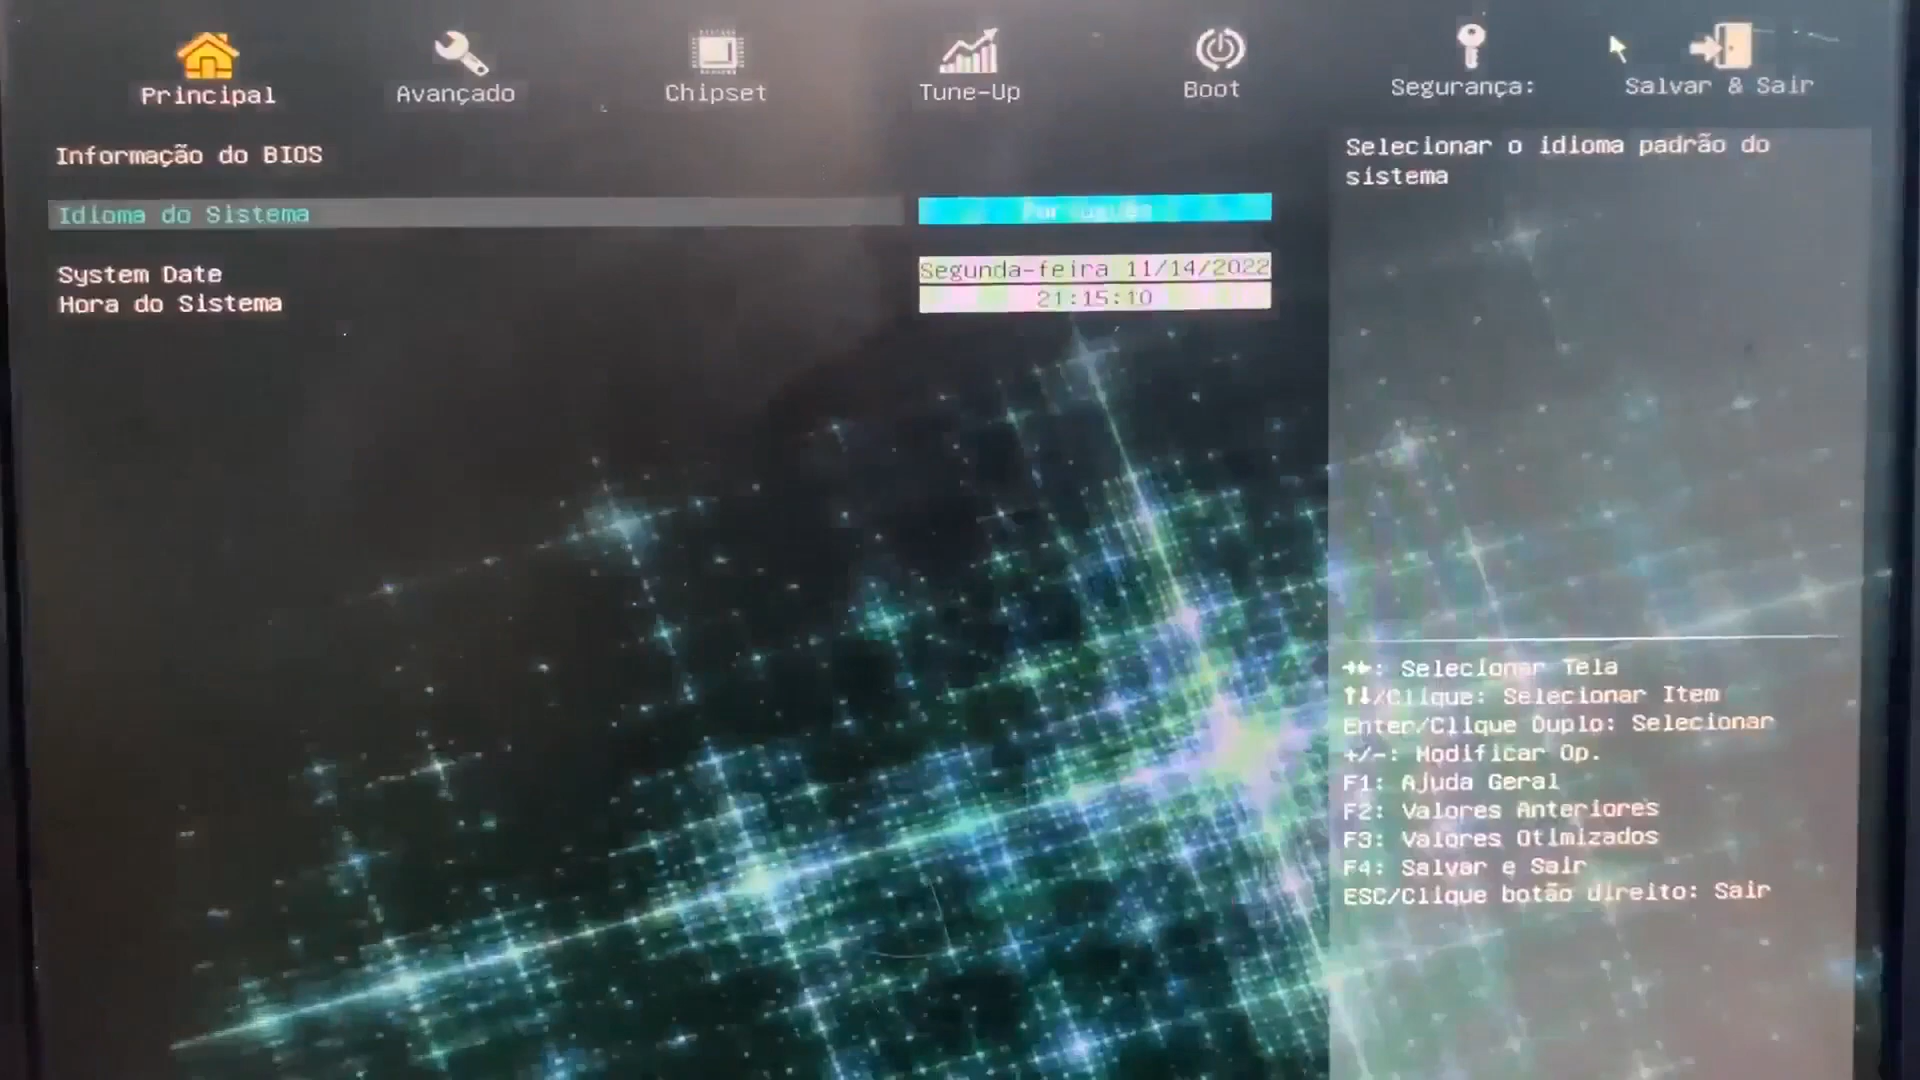 Principal
Avançado
Chipset
Tune-Up
Boot
Segurança:
Salvar & Sair
Informação do BIOS
Idioma do Sistema
Português
System Date
Segunda-feira 11/14/2022
Hora do Sistema
21:15:10
Selecionar o idioma padrão do
sistema
→←: Selecionar Tela
↑↓/Clique: Selecionar Item
Enter/Clique Duplo: Selecionar
+/-: Modificar Op.
F1: Ajuda Geral
F2: Valores Anteriores
F3: Valores Otimizados
F4: Salvar e Sair
ESC/Clique botão direito: Sair